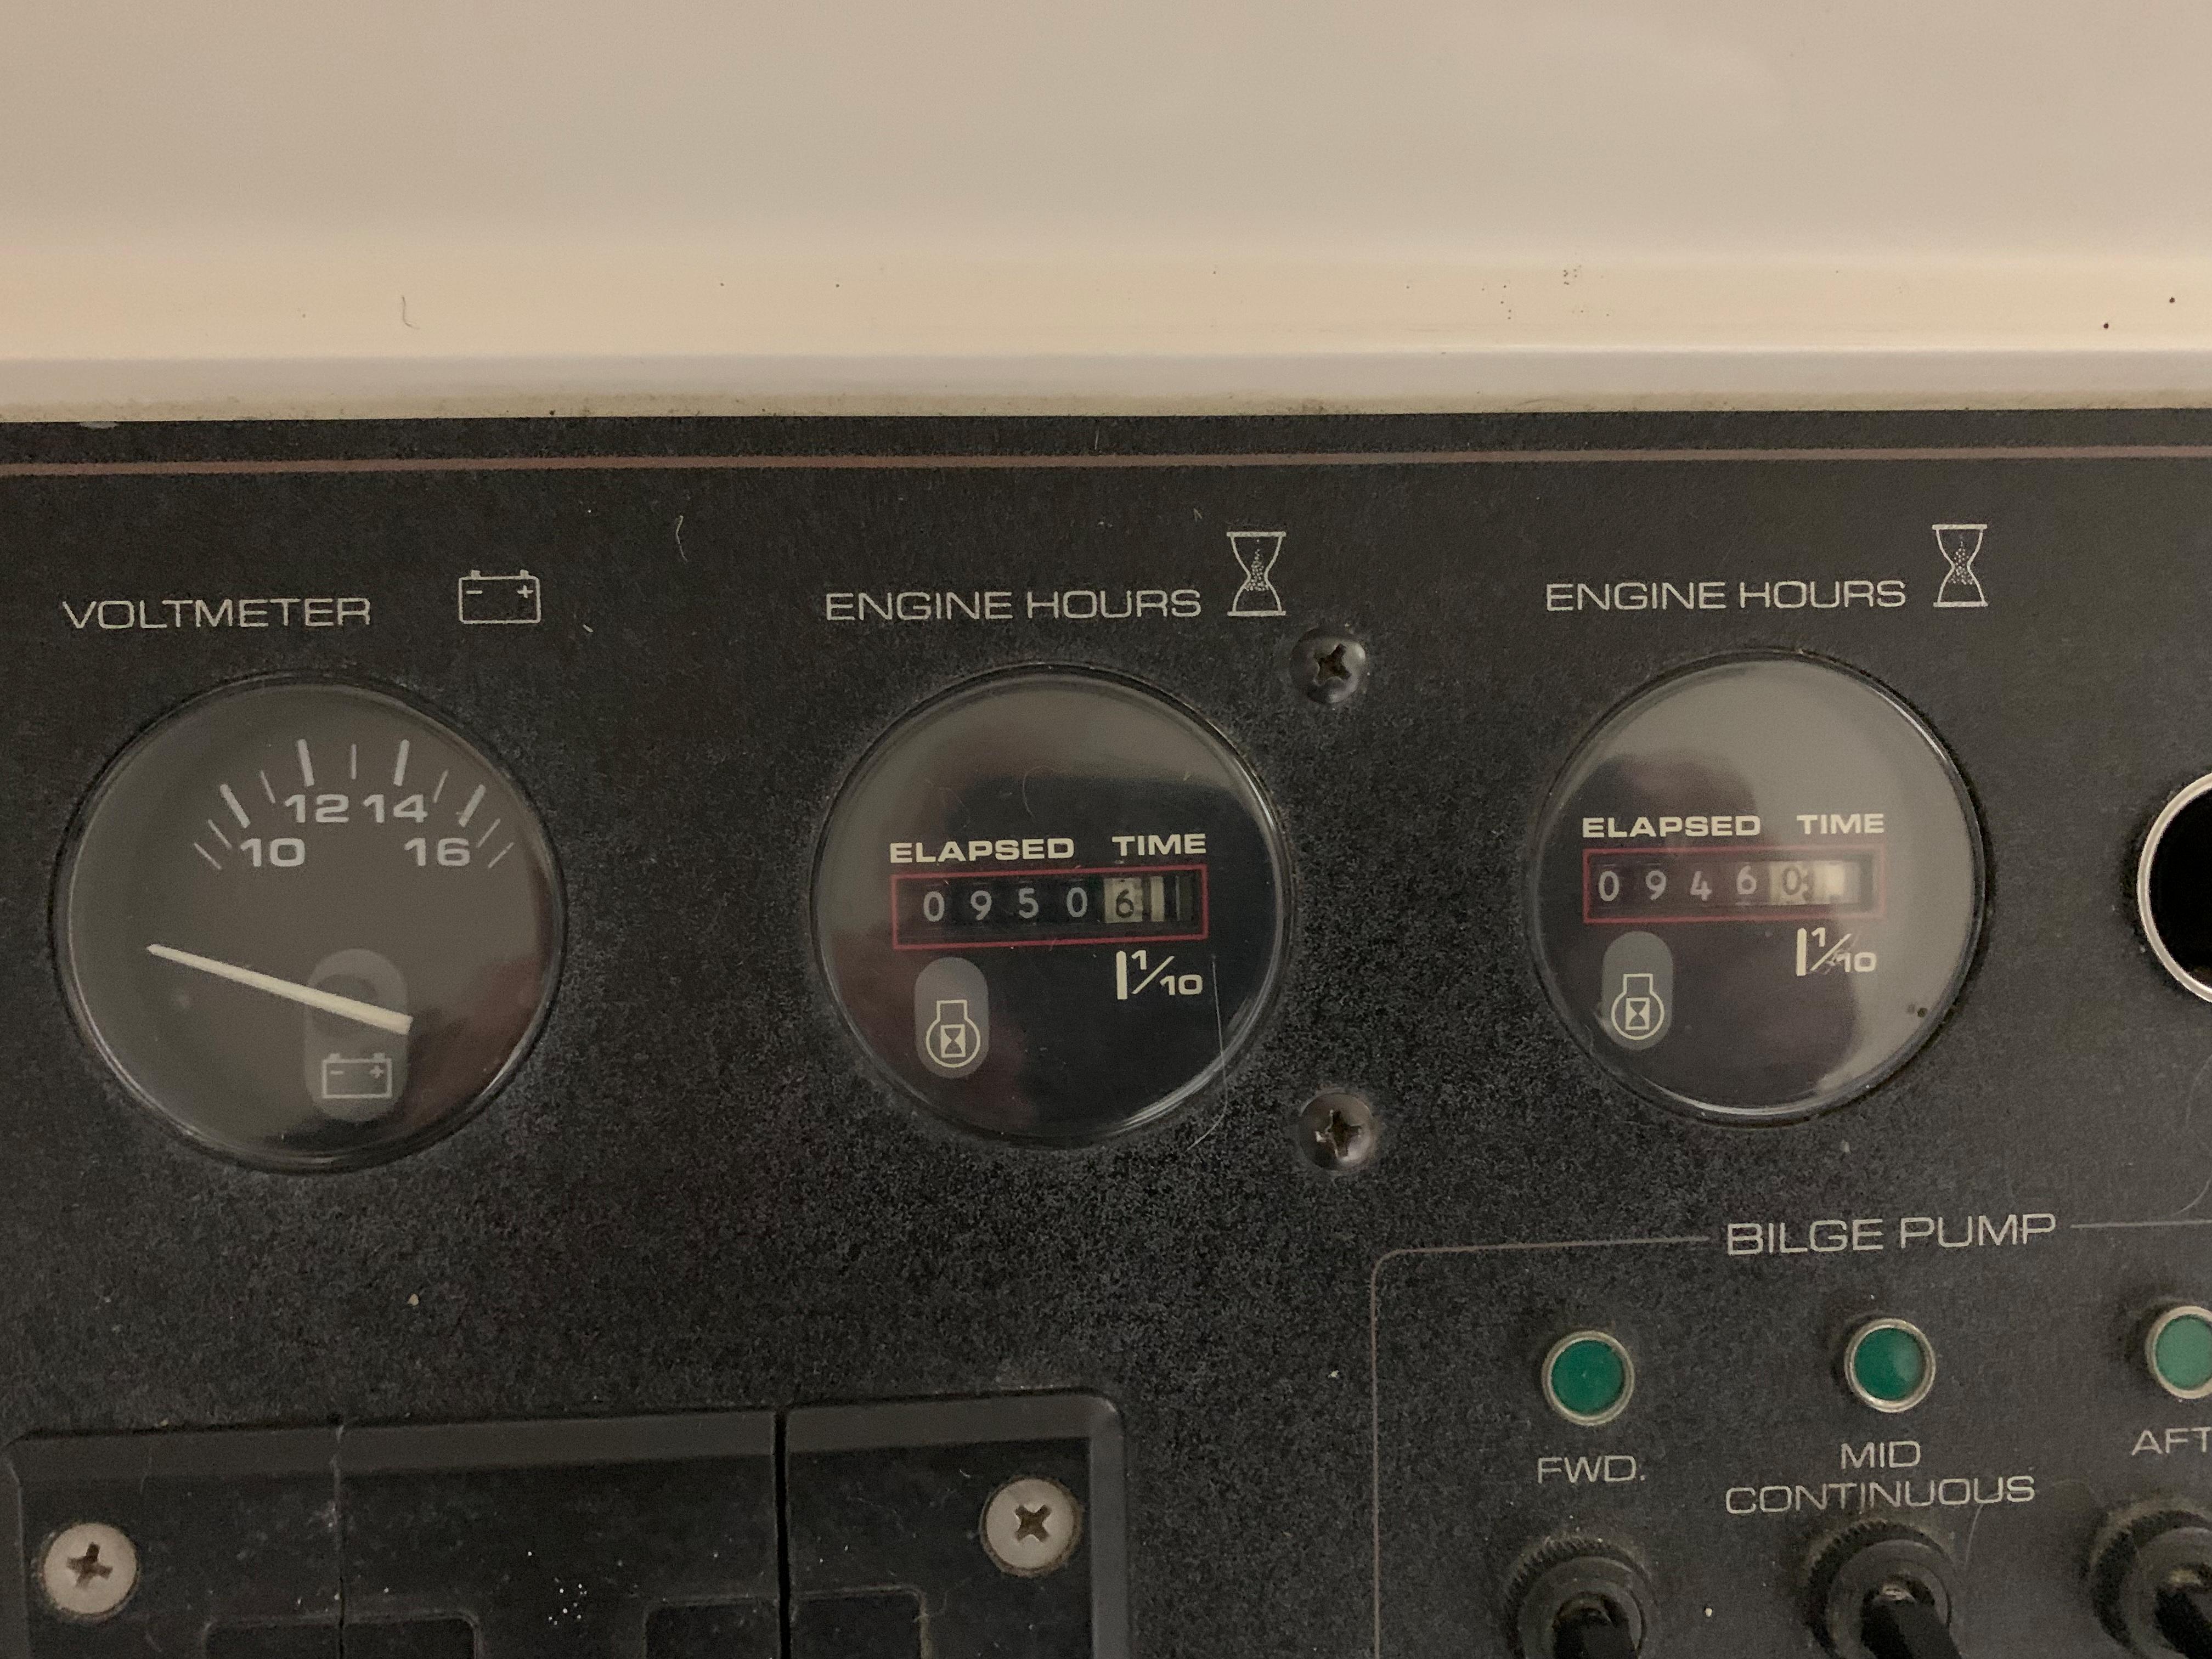 VOLTMETER
ENGINE HOURS
ENGINE HOURS
10 12 14 16
- +
ELAPSED TIME
0 9 5 0 6
1/10
ELAPSED TIME
0 9 4 6 0
1/10
BILGE PUMP
FWD.
MID
CONTINUOUS
AFT